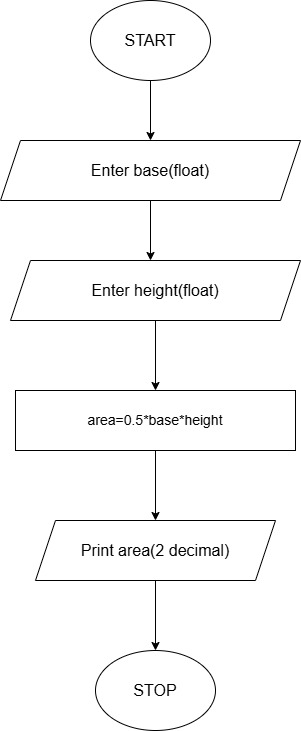 START
Enter base(float)
Enter height(float)
area=0.5*base*height
Print area(2 decimal)
STOP